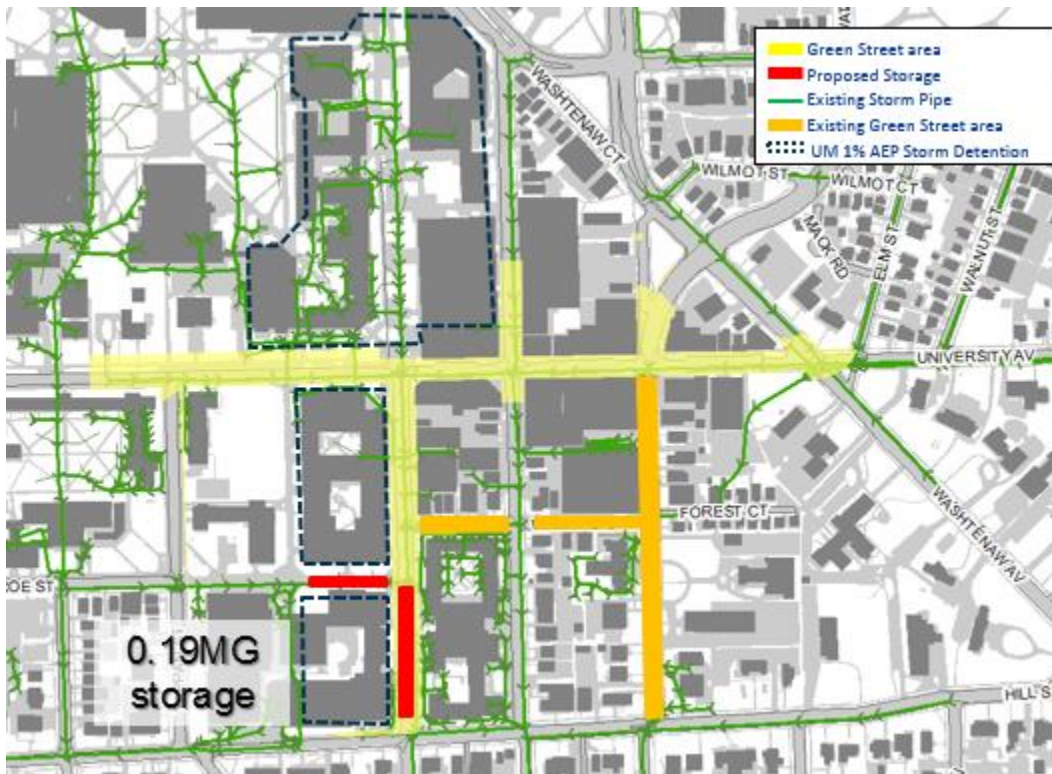 Green Street area
Proposed Storage
Existing Storm Pipe
Existing Green Street area
UM 1% AEP Storm Detention
WASHTENAW CT
WILMOT ST
WILMOT CT
MACK RD
ELM ST
WALNUT ST
UNIVERSITY AV
FOREST CT
WASHTENAW AV
OE ST
0.19MG
storage
HILL S